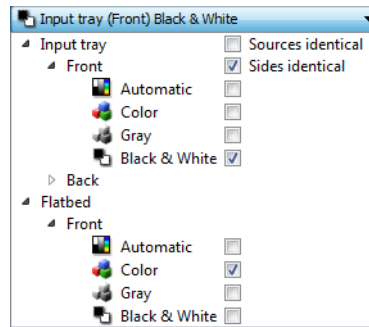 Input tray (Front) Black & White
Input tray Sources identical
Front Sides identical
Automatic
Color
Gray
Black & White
Back
Flatbed
Front
Automatic
Color
Gray
Black & White